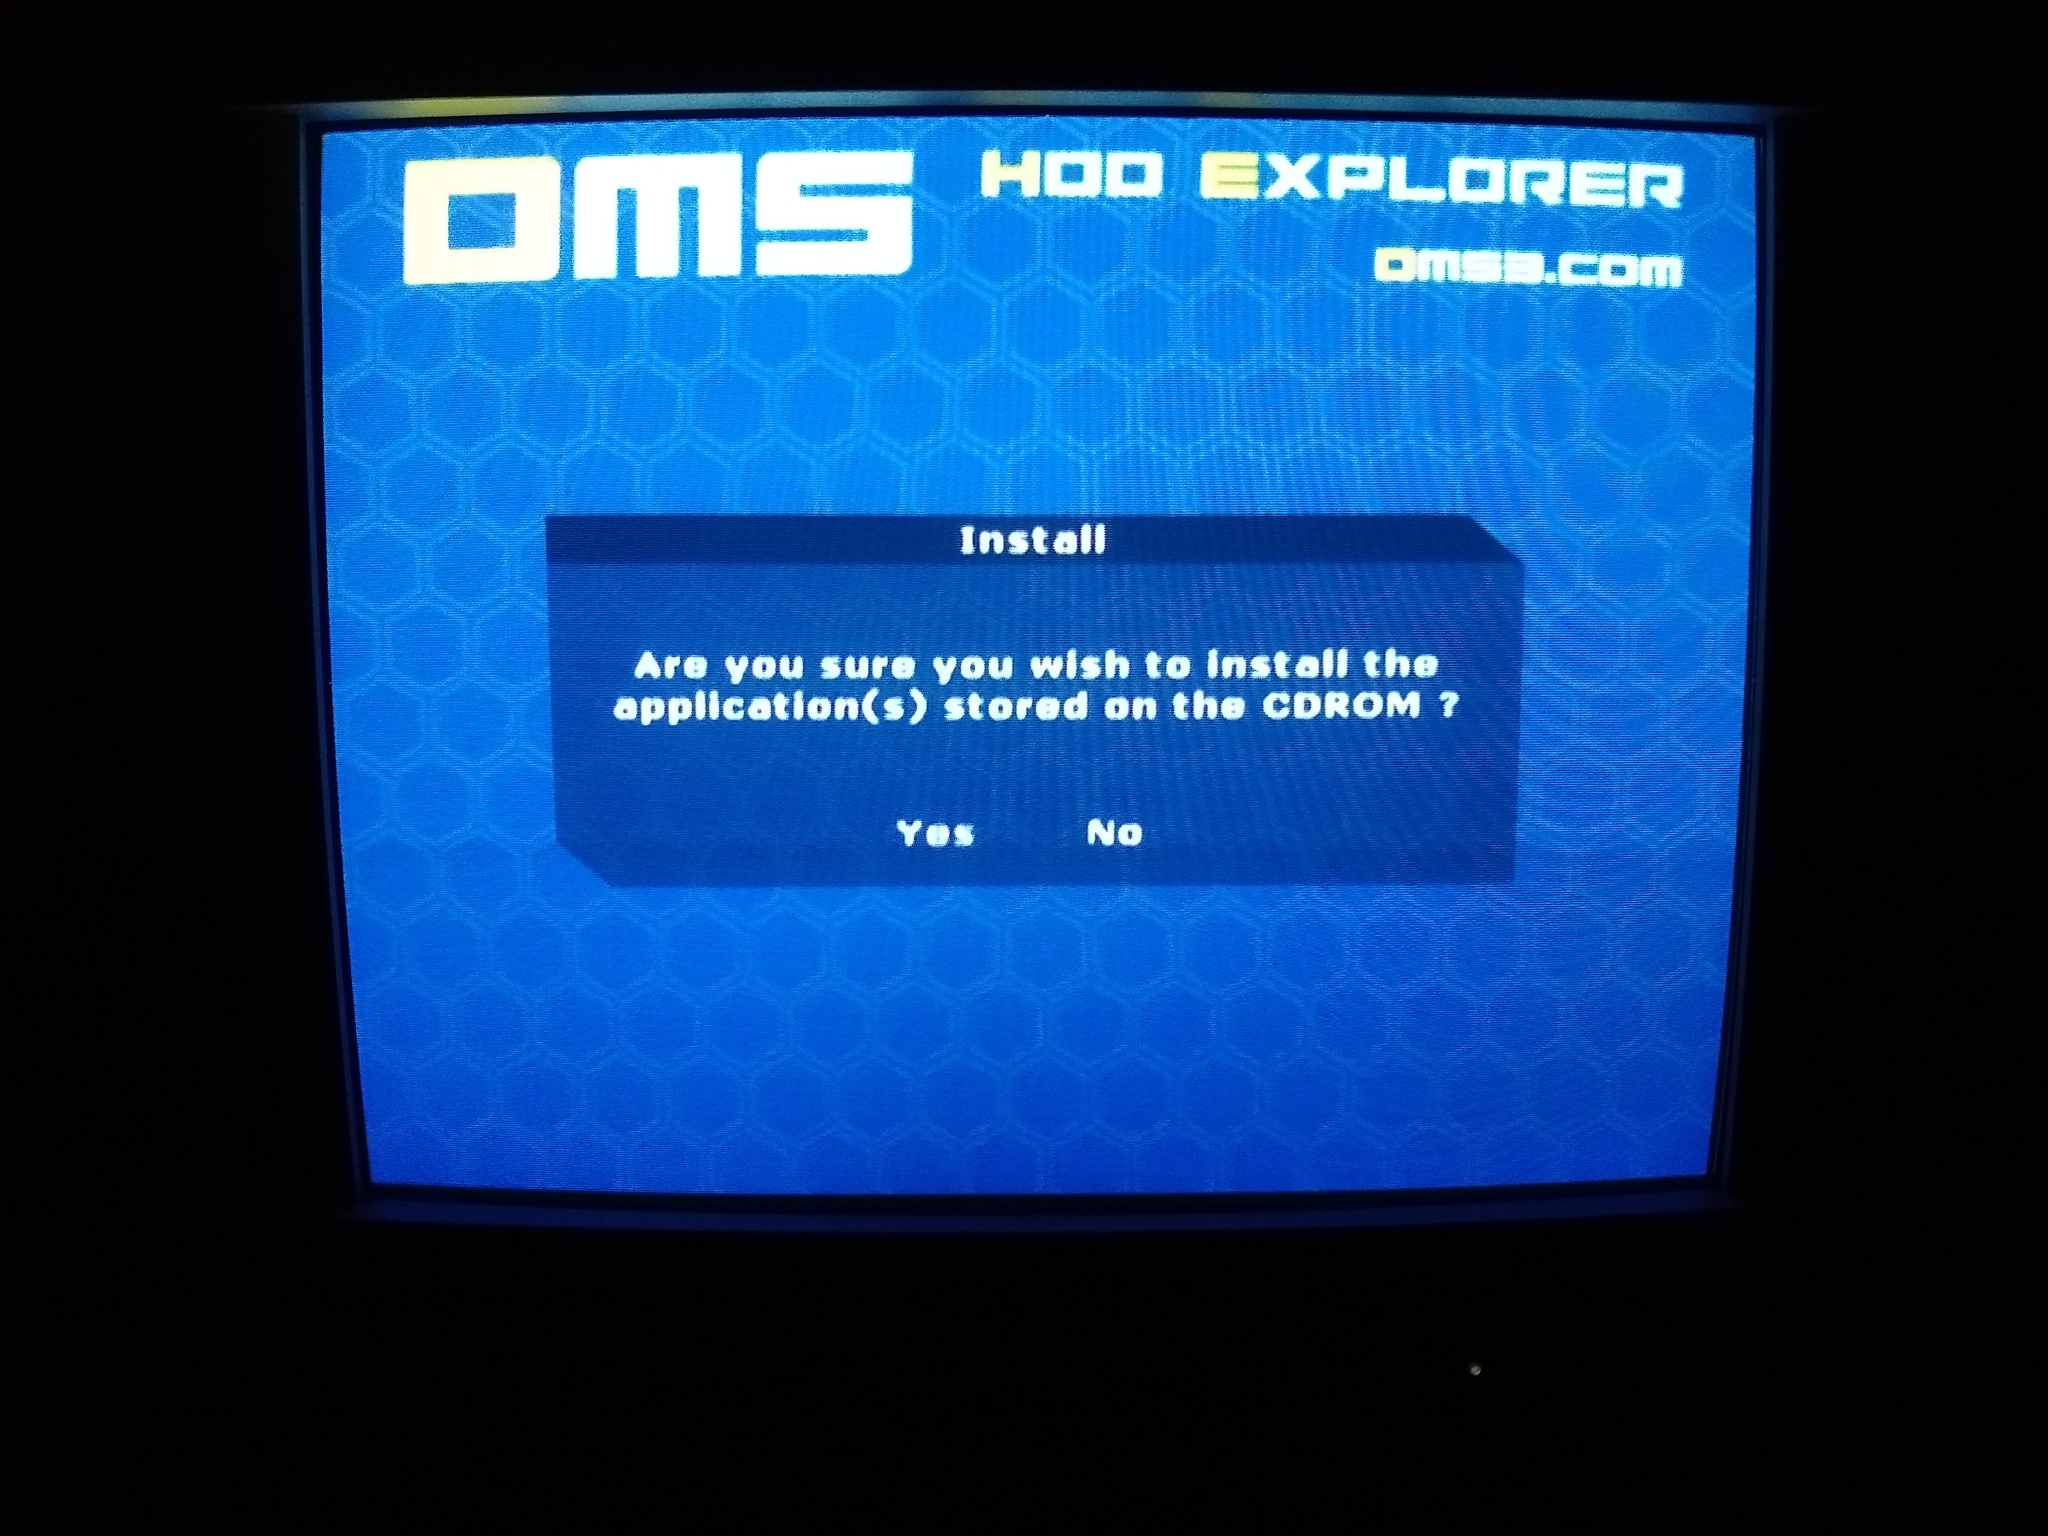 DMS
HDD EXPLORER
DMS3.COM
Install
Are you sure you wish to install the
application(s) stored on the CDROM ?
Yes No